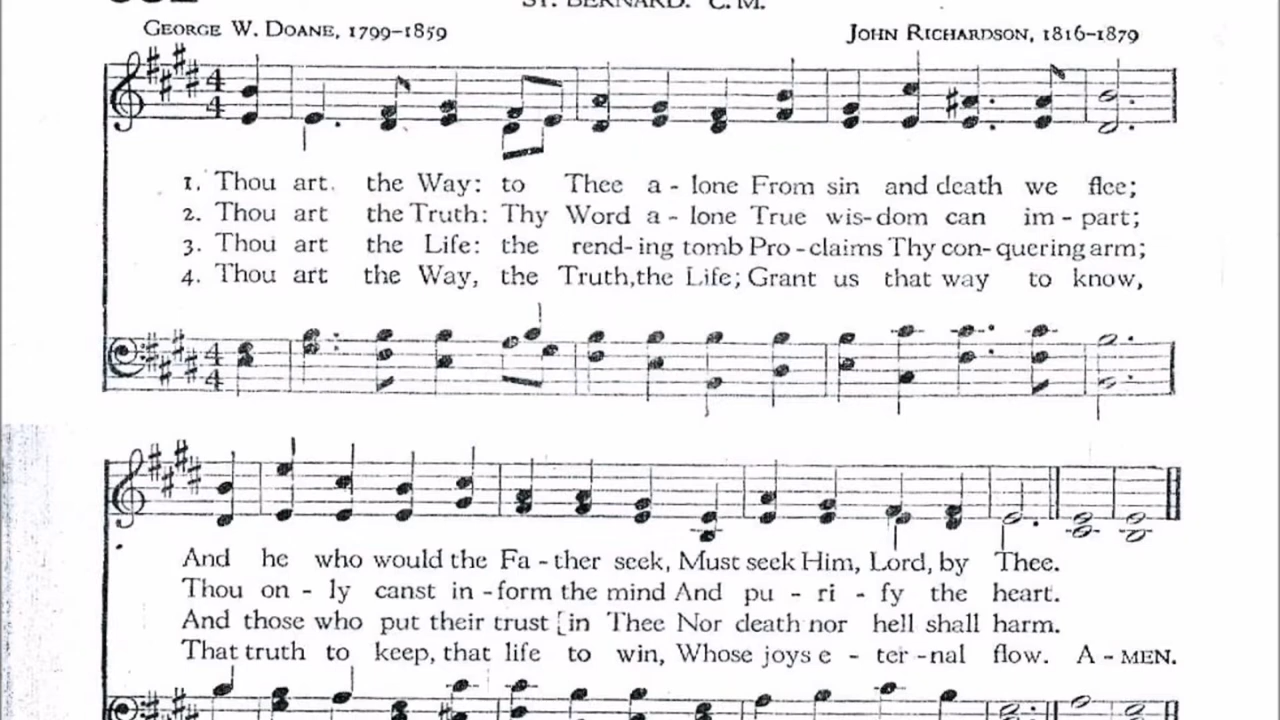 ST. BERNARD. C. M.
GEORGE W. DOANE, 1799–1859
JOHN RICHARDSON, 1816–1879
1. Thou art the Way: to Thee a - lone From sin and death we flee;
2. Thou art the Truth: Thy Word a - lone True wis- dom can im - part;
3. Thou art the Life: the rend- ing tomb Pro - claims Thy con- quering arm;
4. Thou art the Way, the Truth, the Life; Grant us that way to know,
And he who would the Fa - ther seek, Must seek Him, Lord, by Thee.
Thou on - ly canst in - form the mind And pu - ri - fy the heart.
And those who put their trust [in Thee Nor death nor hell shall harm.
That truth to keep, that life to win, Whose joys e - ter -nal flow. A - MEN.